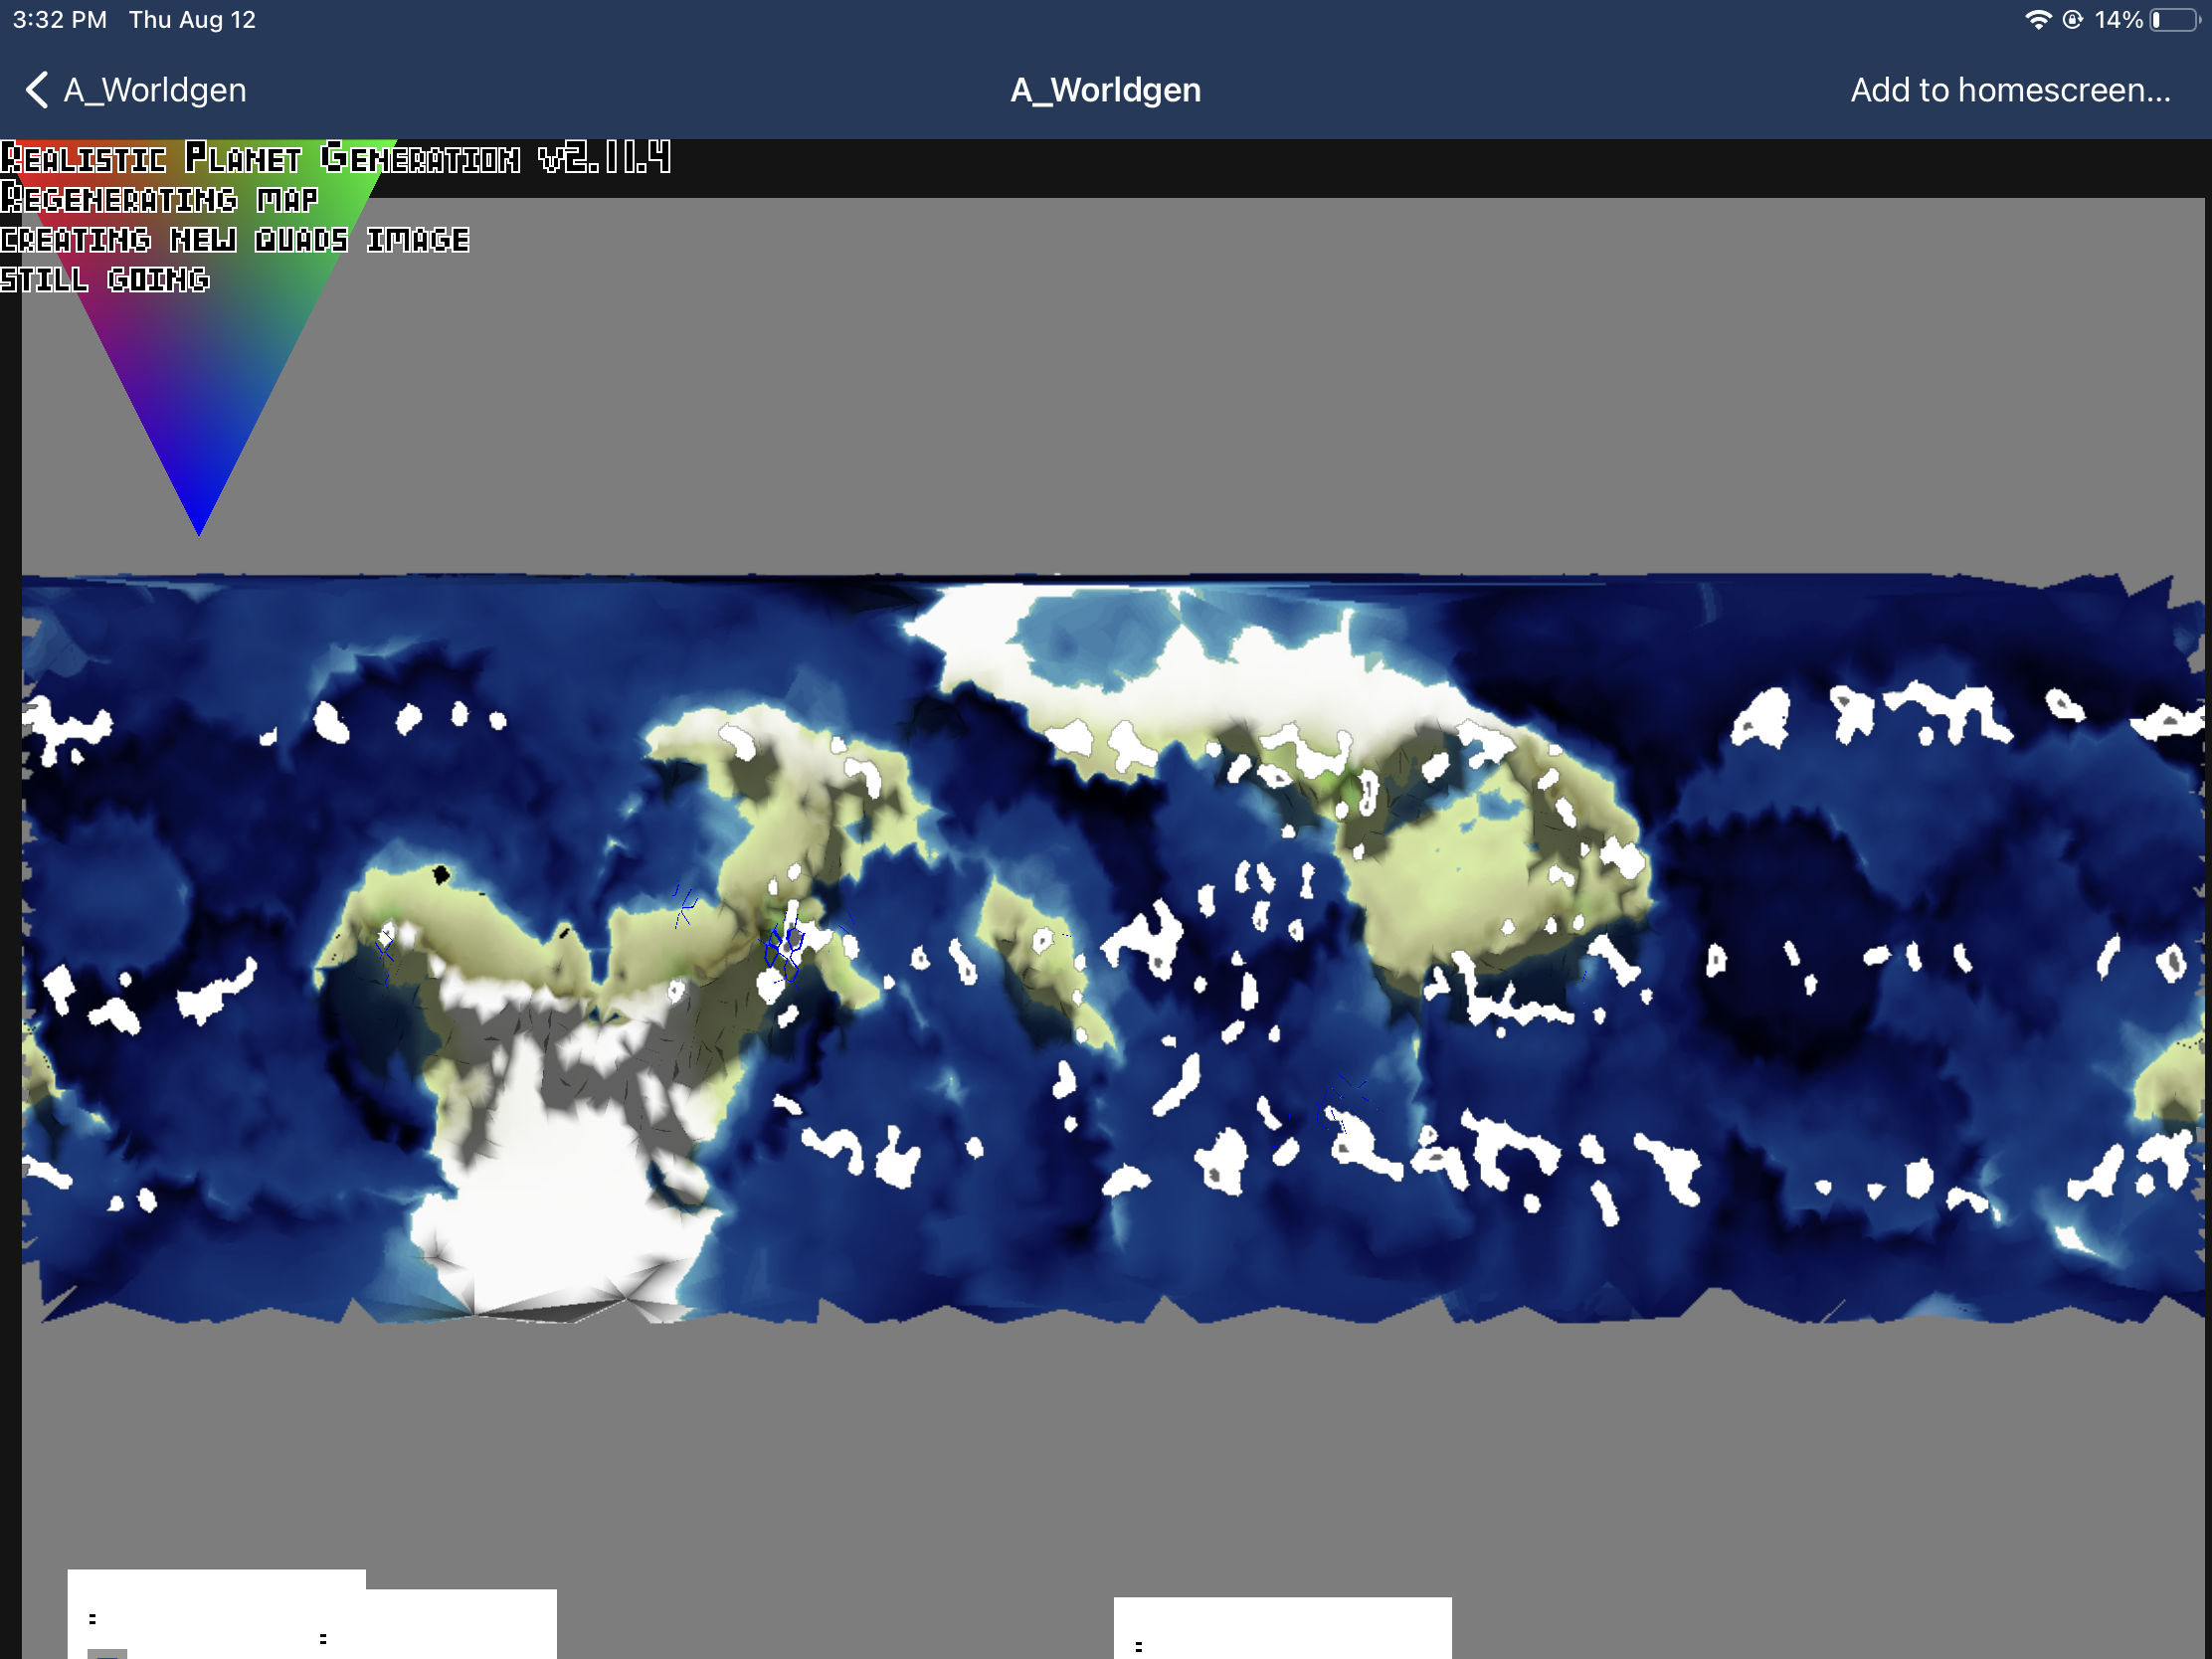 3:32 PM Thu Aug 12 14%
A_Worldgen A_Worldgen Add to homescreen...
Realistic Planet Generation v2.11.4
Regenerating map
creating new quads image
still going
=
=
=